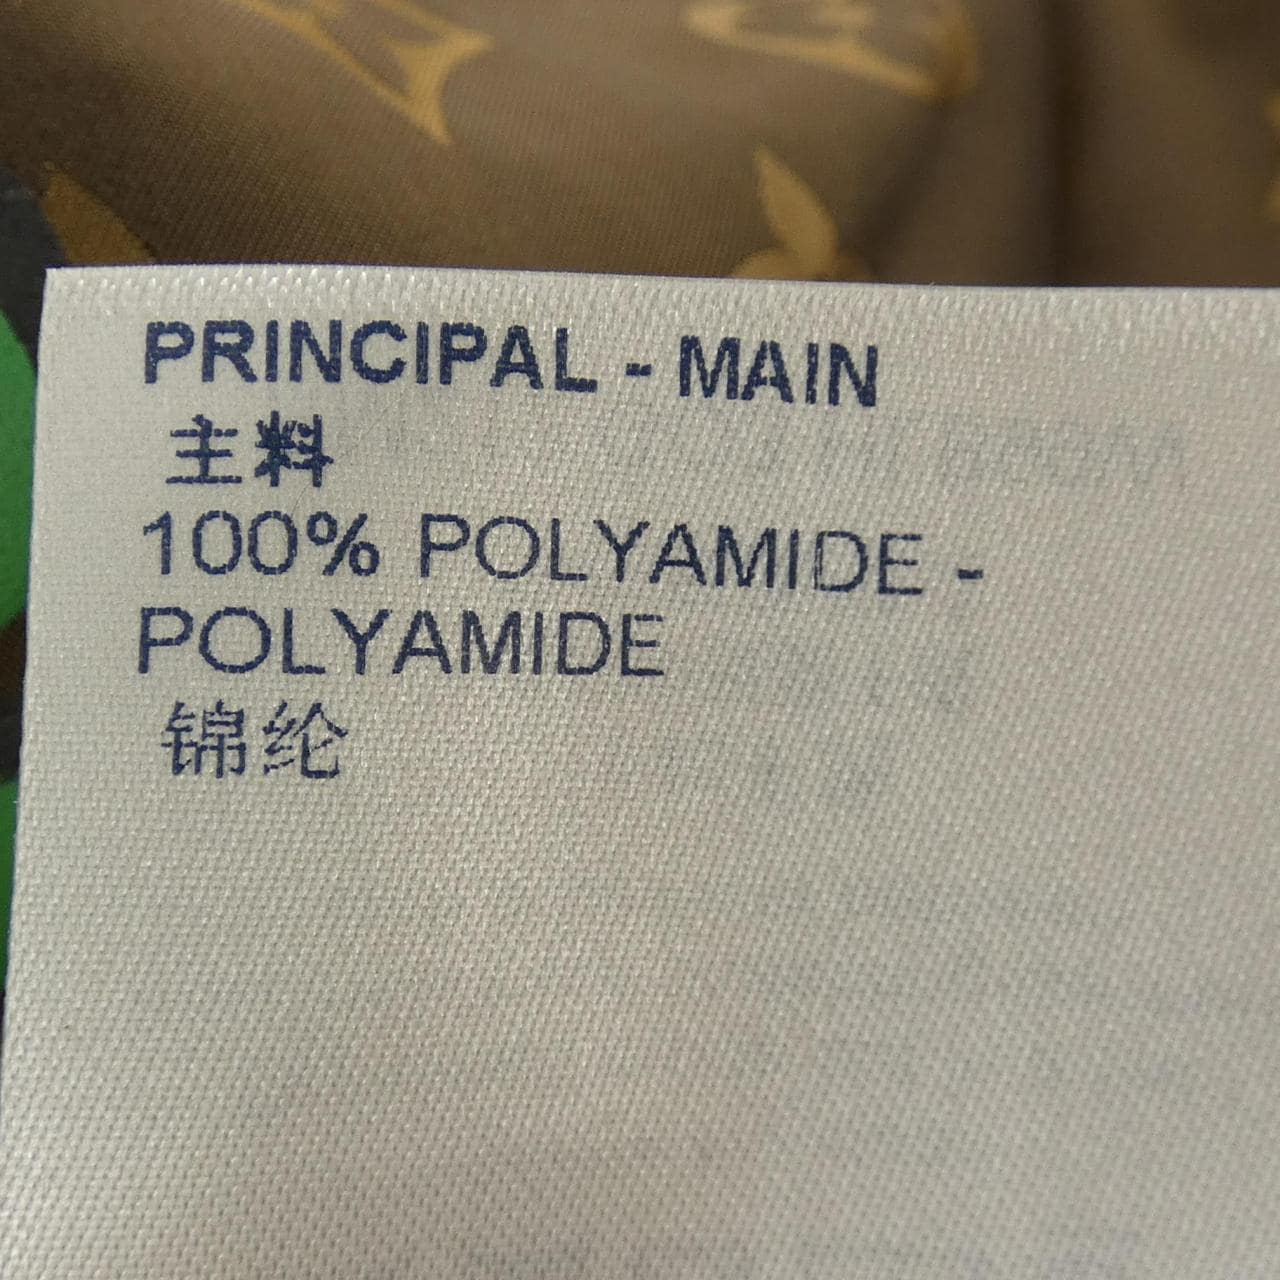 PRINCIPAL - MAIN
主料
100% POLYAMIDE -
POLYAMIDE
锦纶